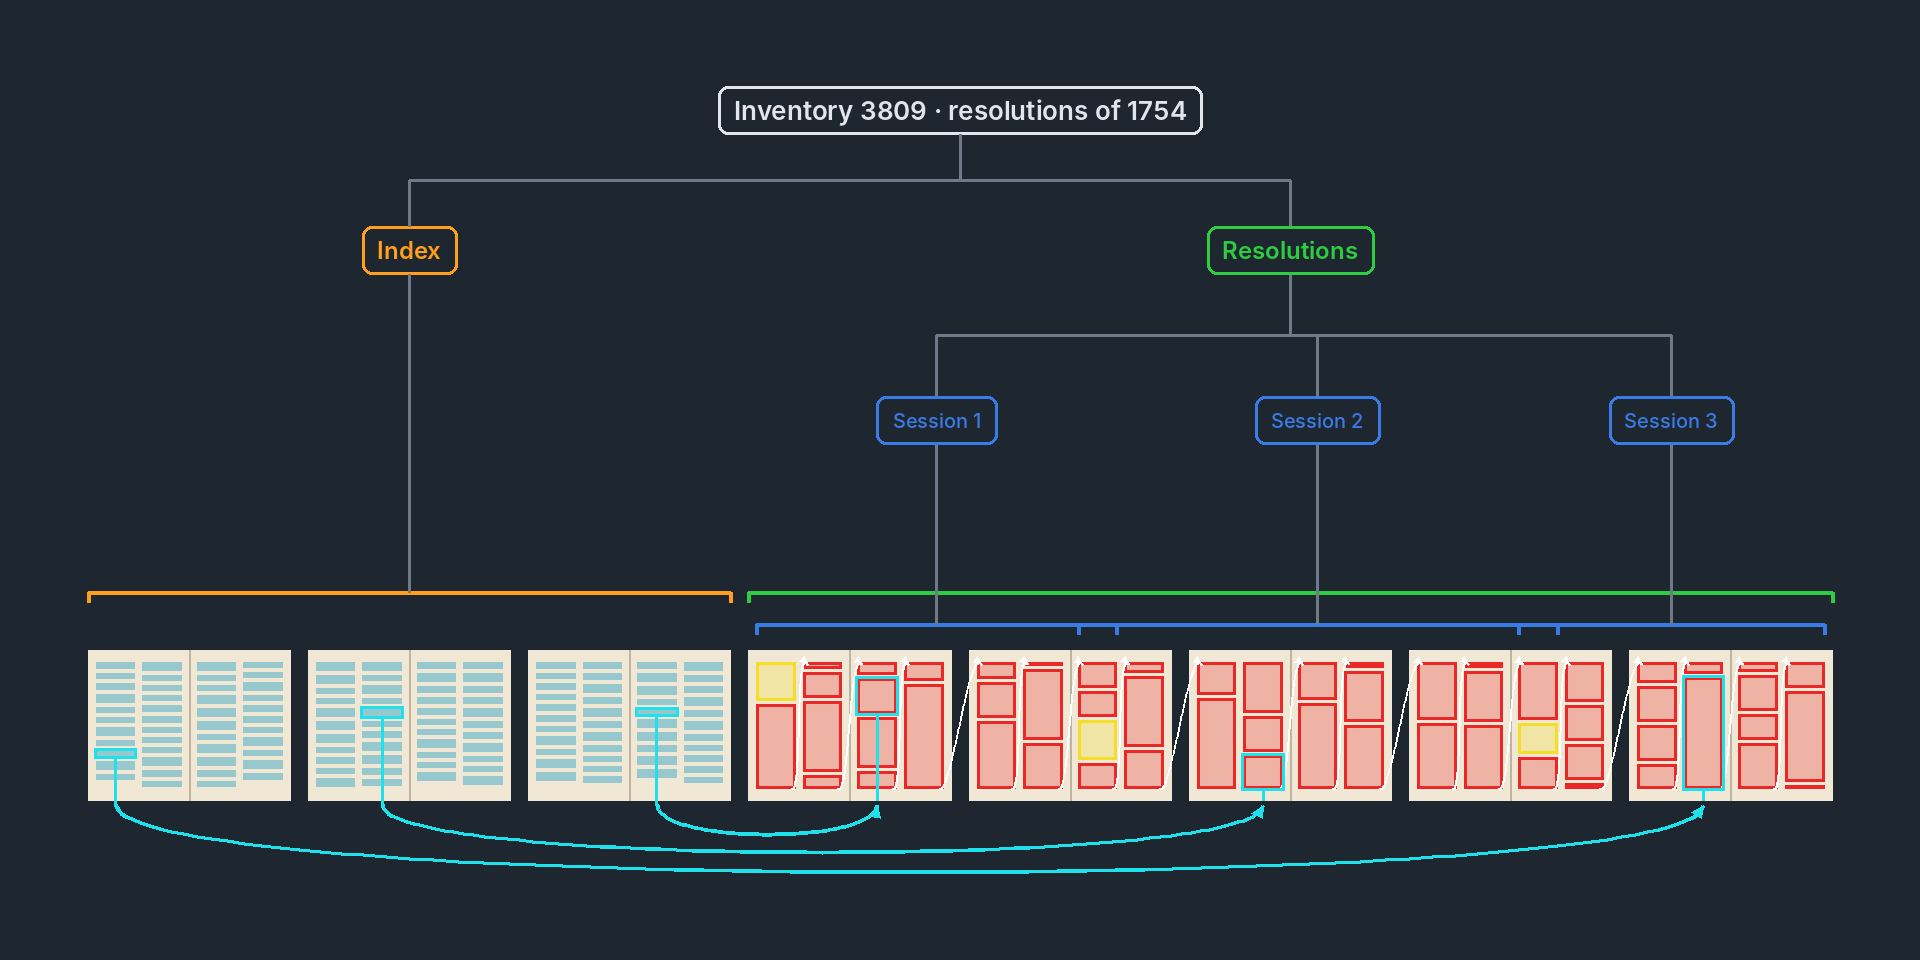 Inventory 3809 · resolutions of 1754
Index
Resolutions
Session 1
Session 2
Session 3